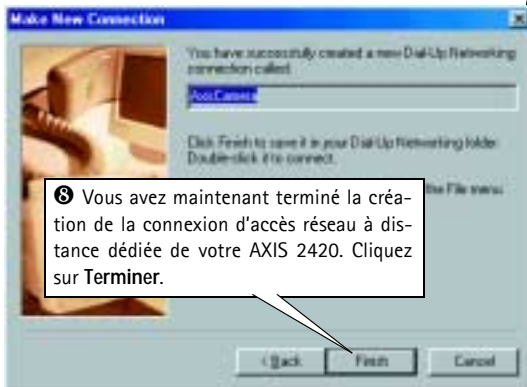 Make New Connection
You have successfully created a new Dial-Up Networking
connection called:
AxisCamera
Click Finish to save it in your Dial-Up Networking folder.
Double-click it to connect.
the File menu.
❽ Vous avez maintenant terminé la créa-
tion de la connexion d'accès réseau à dis-
tance dédiée de votre AXIS 2420. Cliquez
sur Terminer.
< Back Finish Cancel